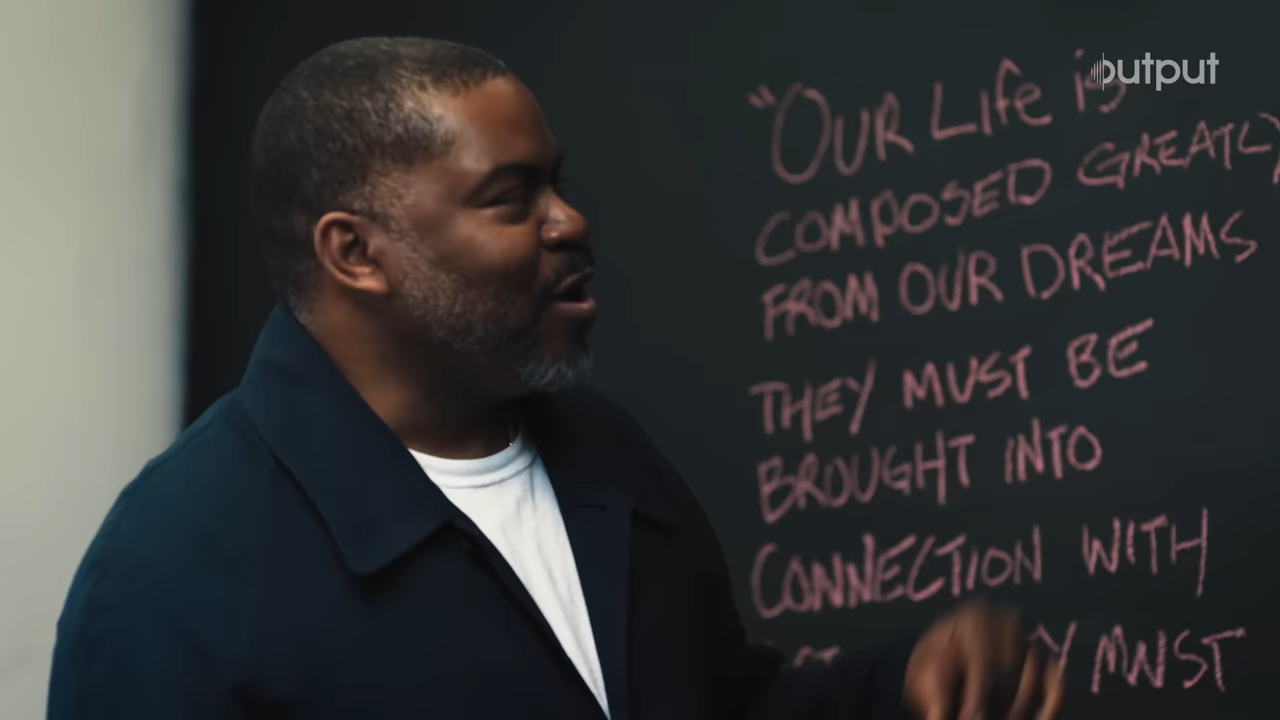 output
“OUR LIFE is
COMPOSED GREATLY
FROM OUR DREAMS
THEY MUST BE
BROUGHT INTO
CONNECTION WITH
MUST